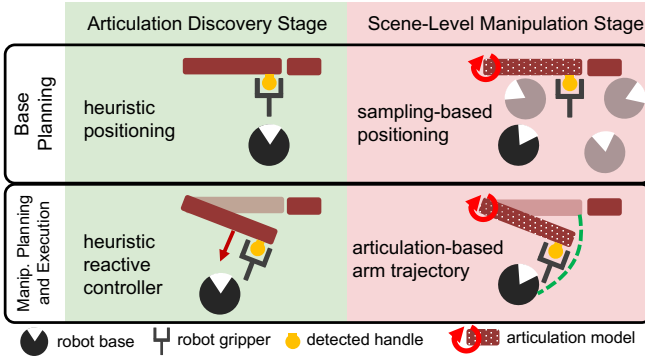 Articulation Discovery Stage
Scene-Level Manipulation Stage
Base
Planning
heuristic
positioning
sampling-based
positioning
Manip. Planning
and Execution
heuristic
reactive
controller
articulation-based
arm trajectory
robot base
robot gripper
detected handle
articulation model